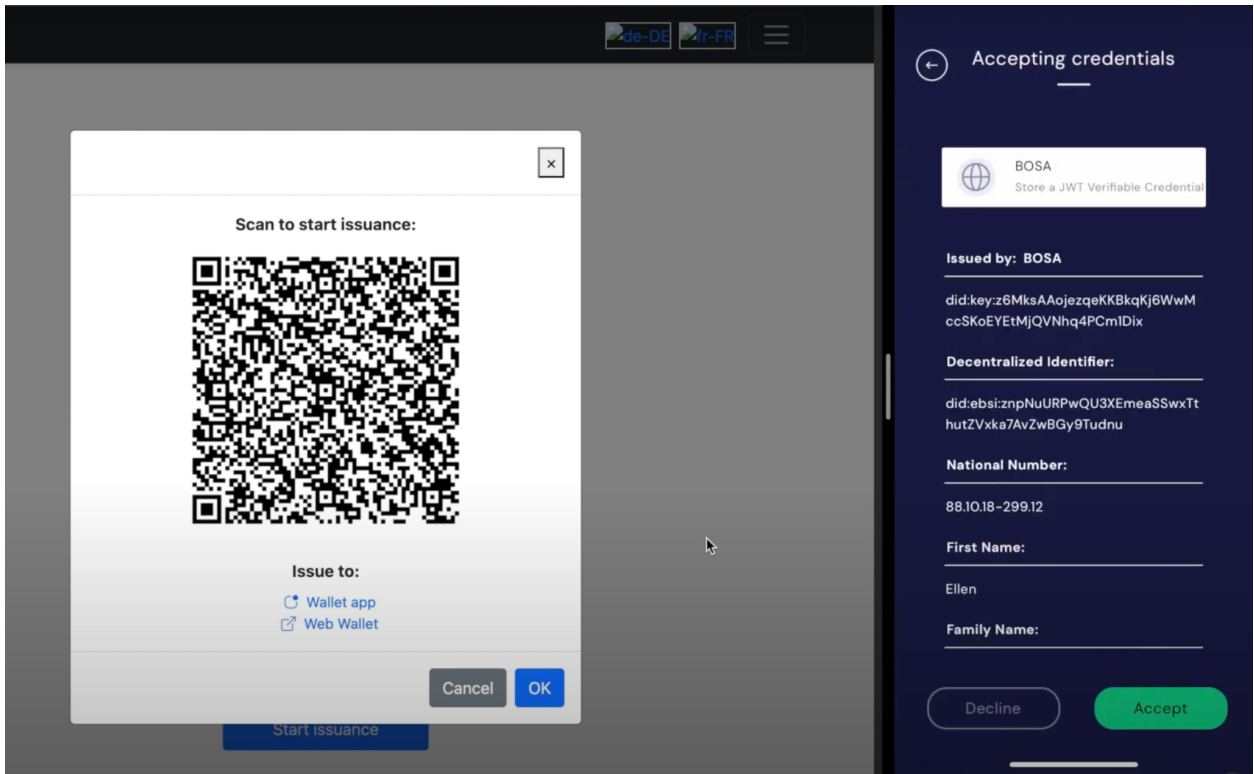 de-DE fr-FR
×
Scan to start issuance:
Issue to:
Wallet app
Web Wallet
Cancel OK
Start issuance
Accepting credentials
BOSA
Store a JWT Verifiable Credential
Issued by: BOSA
did:key:z6MksAAojezqeKKBkqKj6WwM
ccSKoEYEtMjQVNhq4PCm1Dix
Decentralized Identifier:
did:ebsi:znpNuURPwQU3XEmeaSSwxTt
hutZVxka7AvZwBGy9Tudnu
National Number:
88.10.18-299.12
First Name:
Ellen
Family Name:
Decline Accept